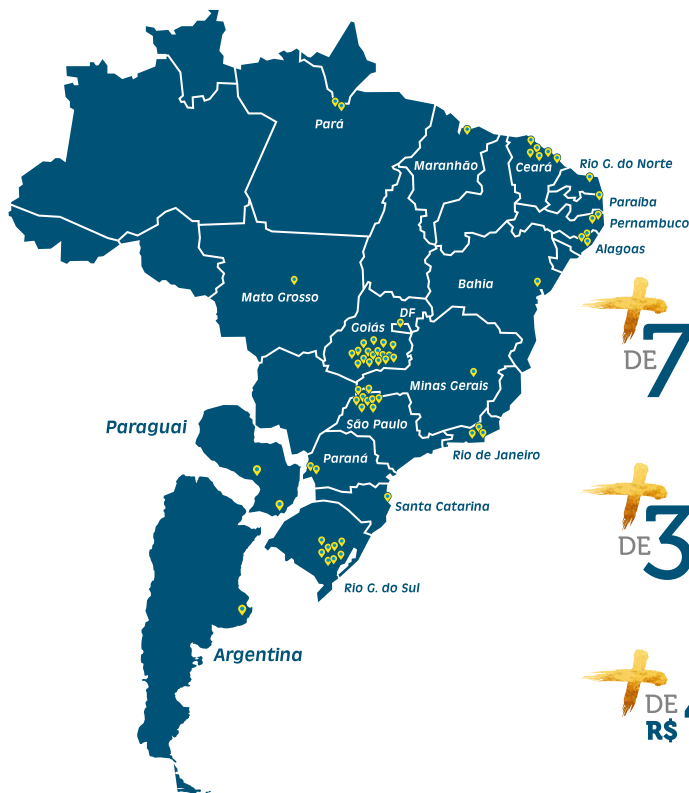 Pará
Maranhão
Ceará
Rio G. do Norte
Paraíba
Pernambuco
Alagoas
Mato Grosso
Bahia
DF
Goiás
Minas Gerais
São Paulo
Rio de Janeiro
Paraguai
Paraná
Santa Catarina
Rio G. do Sul
Argentina
+
DE 7
+
DE 3
+
DE
R$